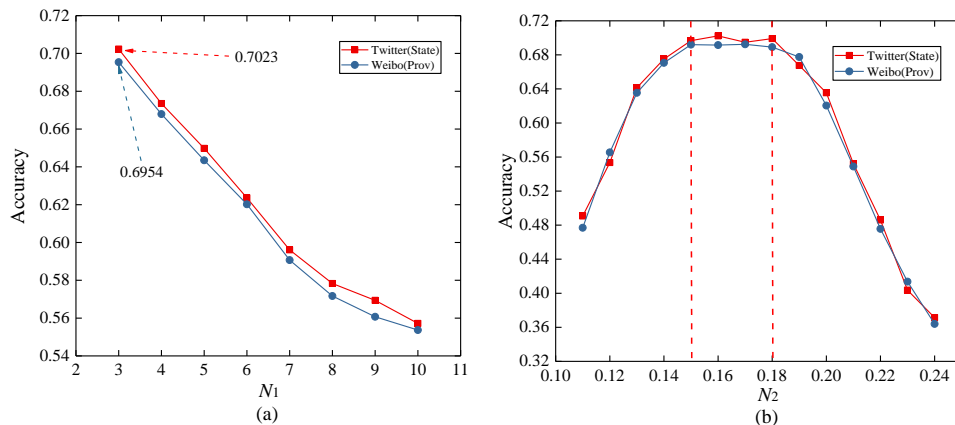 0.72
0.70
0.68
0.66
0.64
0.62
0.60
0.58
0.56
0.54
Accuracy
0.7023
0.6954
Twitter(State)
Weibo(Prov)
2 3 4 5 6 7 8 9 10 11
N1
(a)
0.72
0.68
0.64
0.60
0.56
0.52
0.48
0.44
0.40
0.36
0.32
Accuracy
Twitter(State)
Weibo(Prov)
0.10 0.12 0.14 0.16 0.18 0.20 0.22 0.24
N2
(b)